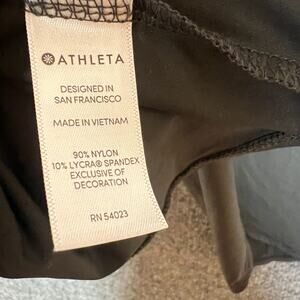 ATHLETA
DESIGNED IN
SAN FRANCISCO
MADE IN VIETNAM
90% NYLON
10% LYCRA® SPANDEX
EXCLUSIVE OF
DECORATION
RN 54023